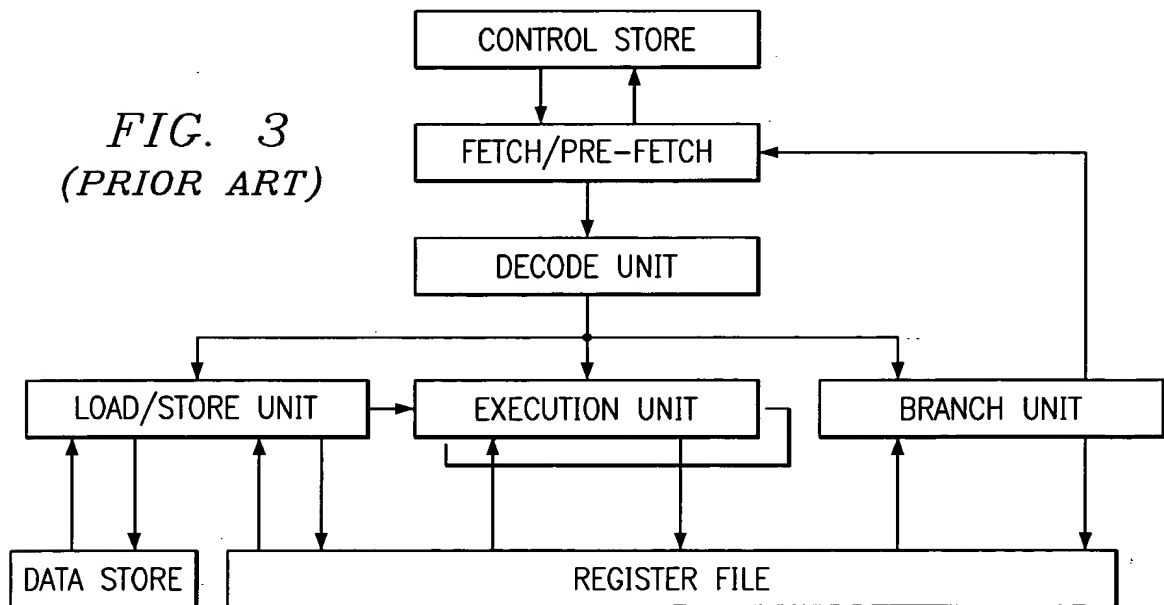 CONTROL STORE
FIG. 3
(PRIOR ART)
FETCH/PRE-FETCH
DECODE UNIT
LOAD/STORE UNIT
EXECUTION UNIT
BRANCH UNIT
DATA STORE
REGISTER FILE